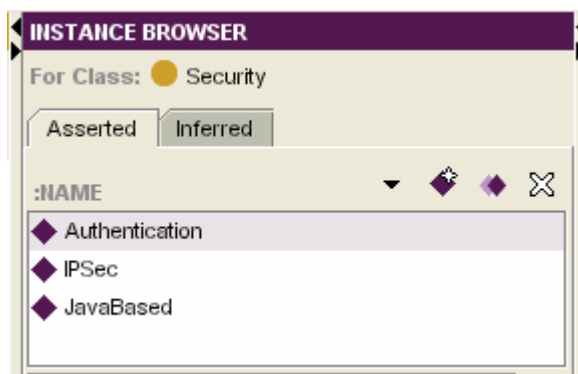 INSTANCE BROWSER
For Class: Security
Asserted Inferred
:NAME
Authentication
IPSec
JavaBased